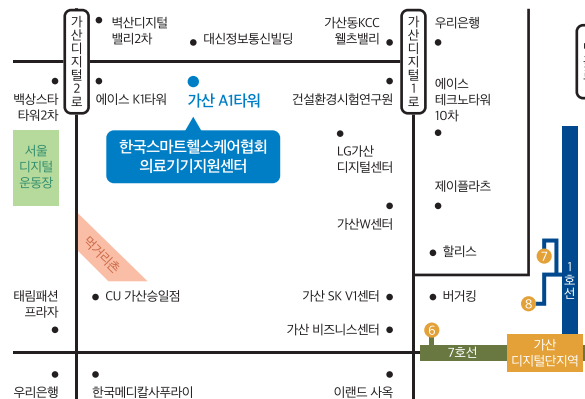 가산디지털2로
벽산디지털
밸리2차
대신정보통신빌딩
가산동KCC
웰츠밸리
가산디지털1로
우리은행
백상스타
타워2차
에이스 K1타워
가산 A1타워
건설환경시험연구원
에이스
테크노타워
10차
한국스마트헬스케어협회
의료기기지원센터
서울
디지털
운동장
LG가산
디지털센터
제이플라츠
가산W센터
먹거리촌
할리스
7
1호선
8
태림패션
프라자
CU 가산승일점
가산 SK V1센터
버거킹
가산 비즈니스센터
6
7호선
가산
디지털단지역
우리은행
한국메디칼사푸라이
이랜드 사옥